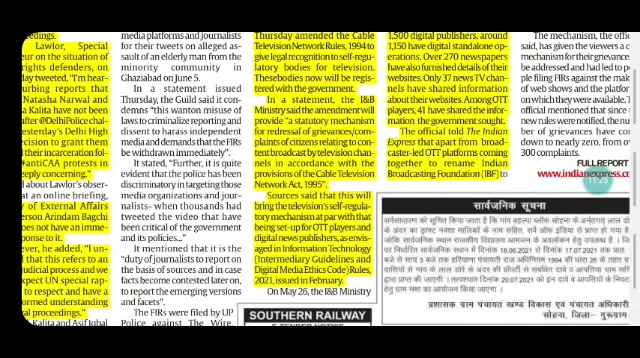 eedings."
Lawlor, Special
eur on the situation of
rights defenders, on
day tweeted, "I'm hear-
urbing reports that
Natasha Narwal and
a Kalita have not been
after @DelhiPolice chal-
esterday's Delhi High
ecision to grant them
their incarceration fol-
#antiCAA protests in
eeply concerning."
d about Lawlor's obser-
at an online briefing,
y of External Affairs
erson Arindam Bagchi
oes not have an imme-
ponse to it.
ever, he added, "I un-
d that this refers to an
udicial process and we
xpect UN special rap-
to respect and have a
ormed understanding
al proceedings."
Kalita and Asif Iqbal
media platforms and journalists
for their tweets on alleged as-
sault of an elderly man from the
minority community in
Ghaziabad on June 5.
In a statement issued
Thursday, the Guild said it con-
demns "this wanton misuse of
laws to criminalize reporting and
dissent to harass independent
media and demands that the FIRs
be withdrawn immediately".
It stated, "Further, it is quite
evident that the police has been
discriminatory in targeting those
media organizations and jour-
nalists- when thousands had
tweeted the video that have
been critical of the government
and its policies..."
It mentioned that it is the
"duty of journalists to report on
the basis of sources and in case
facts become contested later on,
to report the emerging versions
and facets".
The FIRs were filed by UP
Police against The Wire,
Thursday amended the Cable
Television Network Rules, 1994 to
give legal recognition to self-regu-
latory bodies for television.
These bodies will now be regis-
tered with the government.
In a statement, the I&B
Ministry said the amendment will
provide "a statutory mechanism
for redressal of grievances/com-
plaints of citizens relating to con-
tent broadcast by television chan-
nels in accordance with the
provisions of the Cable Television
Network Act, 1995".
Sources said that this will
bring the television's self-regula-
tory mechanism at par with that
being set-up for OTT players and
digital news publishers, as envis-
aged in Information Technology
(Intermediary Guidelines and
Digital Media Ethics Code) Rules,
2021, issued in February.
On May 26, the I&B Ministry
SOUTHERN RAILWAY
E-TENDER NOTICE
1,500 digital publishers, around
1,150 have digital standalone op-
erations. Over 270 newspapers
have also furnished details of their
websites. Only 37 news TV chan-
nels have shared information
about their websites. Among OTT
players, 41 have shared the infor-
mation the government sought.
The official told The Indian
Express that apart from broad-
caster-led OTT platforms coming
together to rename Indian
Broadcasting Foundation (IBF) to
The mechanism, the offic
said, has given the viewers a c
mechanism for their grievances
be addressed and had led to p
ple filing FIRs against the mak
of web shows and the platfor
on which they were available. T
official mentioned that since t
new rules were notified, the nu
ber of grievances have co
down to nearly zero, from ov
300 complaints.
FULL REPORT
www.indianexpress.co
11:25
सार्वजनिक सूचना
प्रशासक ग्राम पंचायत खण्ड विकास एवं पंचायत अधिकारी,
सोहना, जिला- गुरूग्राम